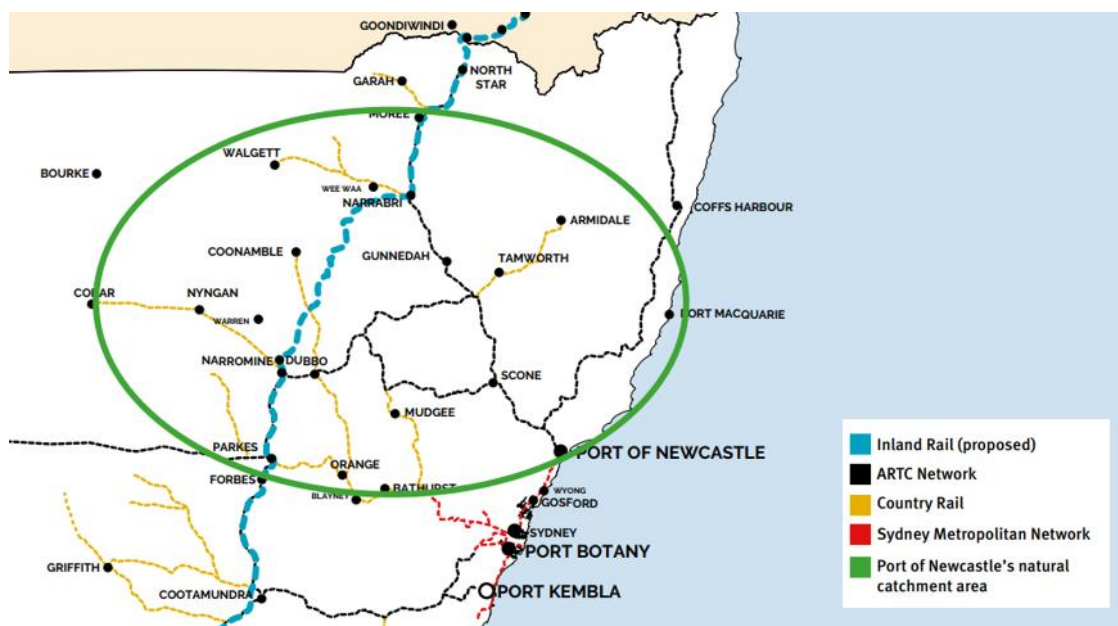 GOONDIWINDI
NORTH
STAR
GARAH
MOREE
WALGETT
BOURKE
WEE WAA
NARRABRI
ARMIDALE
COFFS HARBOUR
COONAMBLE
GUNNEDAH
TAMWORTH
COBAR
NYNGAN
WARREN
PORT MACQUARIE
NARROMINE
DUBBO
SCONE
MUDGEE
PARKES
PORT OF NEWCASTLE
ORANGE
FORBES
BLAYNEY
BATHURST
WYONG
GOSFORD
SYDNEY
PORT BOTANY
GRIFFITH
COOTAMUNDRA
PORT KEMBLA
Inland Rail (proposed)
ARTC Network
Country Rail
Sydney Metropolitan Network
Port of Newcastle's natural
catchment area